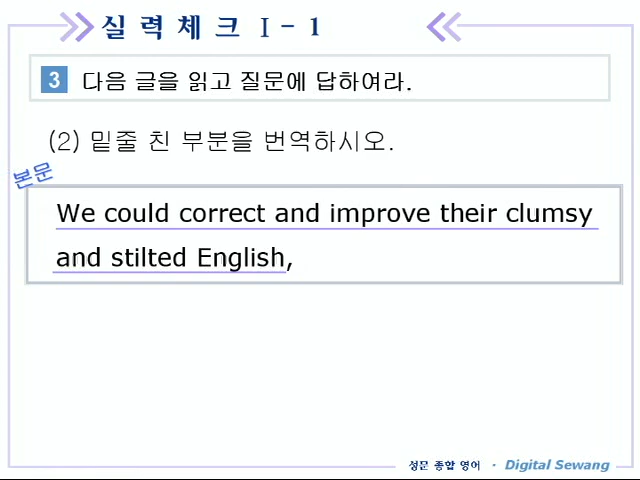 실 력 체 크 I - 1
3 다음 글을 읽고 질문에 답하여라.
(2) 밑줄 친 부분을 번역하시오.
본문
We could correct and improve their clumsy
and stilted English,
성문 종합 영어 · Digital Sewang